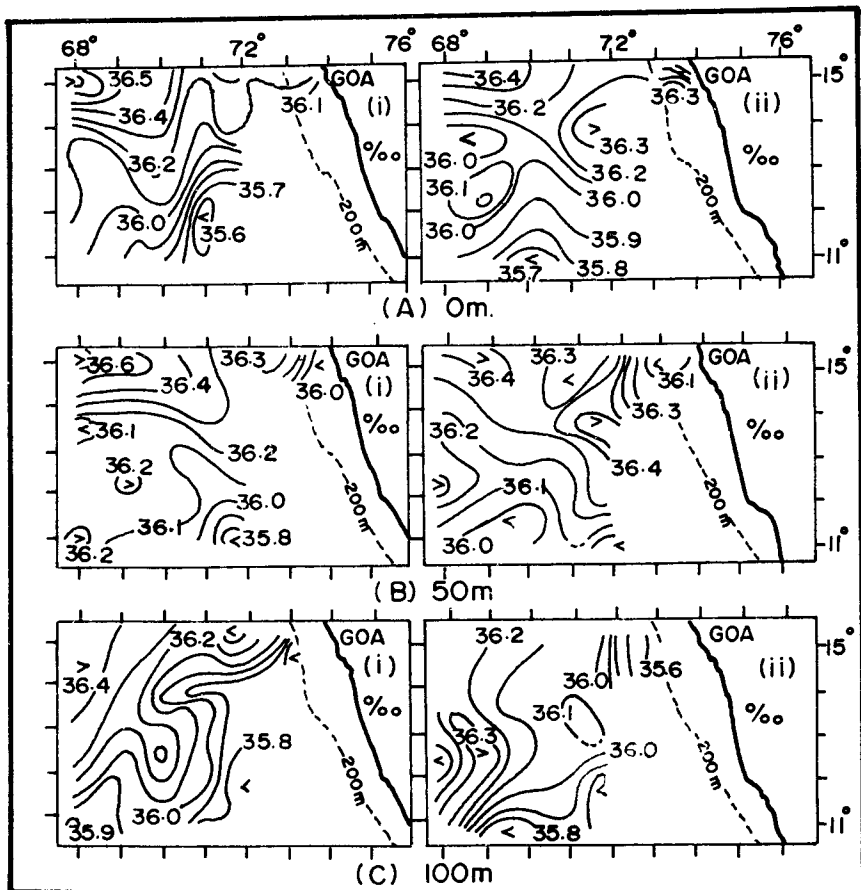 68° 72° 76° 72° 76°
36.5 GOA 36.4 GOA 15°
36.4 36.1 (i) 36.2 36.3 (ii)
36.2 ‰ 36.0 36.3 ‰
35.7 36.1 36.2
36.0 36.0
35.6 200m 36.0 35.9 200m
35.7 35.8 11°
(A) 0m.
36.6 36.3 GOA 36.3 GOA 15°
36.4 36.0 (i) 36.4 36.1 (ii)
36.1 ‰ 36.3 ‰
36.2 36.2 36.2 36.4
36.0 200m 36.1 200m
36.1 35.8
36.2 36.0 11°
(B) 50m
36.2 GOA 36.2 GOA 15°
36.4 (i) 36.0 35.6 (ii)
‰ 36.1 ‰
35.8 36.3 36.0
36.0 200m 200m
35.9 35.8 11°
(C) 100m